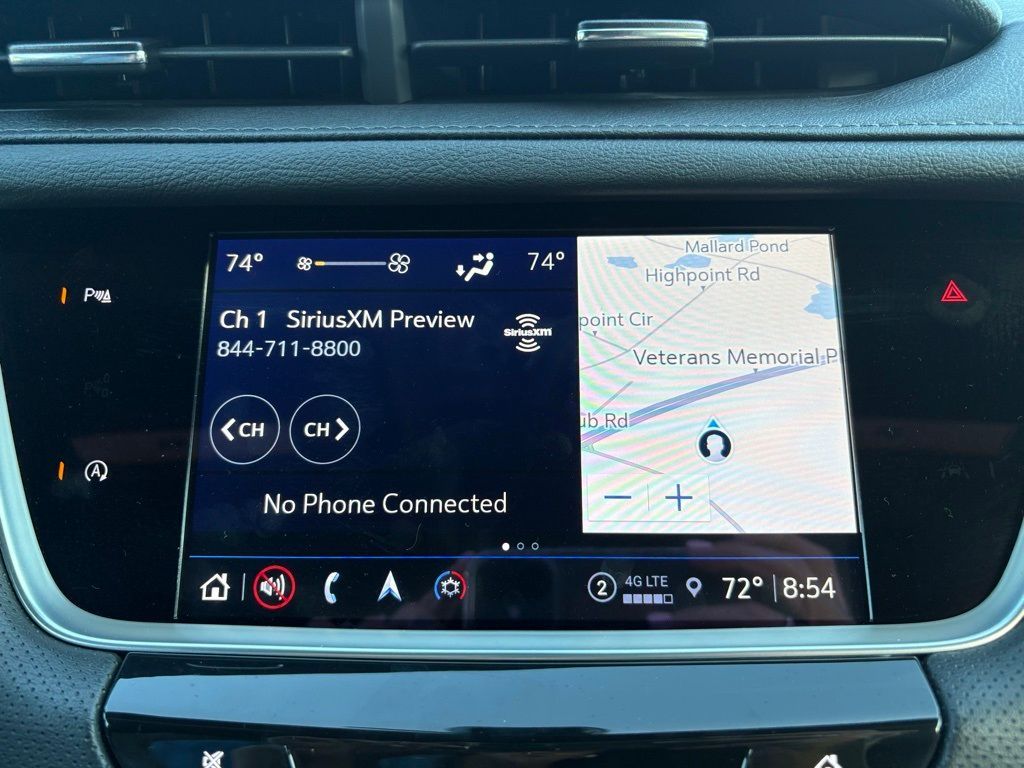 74°
74°
Ch 1 SiriusXM Preview
844-711-8800
SiriusXM
<CH
CH>
No Phone Connected
Mallard Pond
Highpoint Rd
point Cir
Veterans Memorial P
ub Rd
− +
2 4G LTE 72° 8:54
P
A